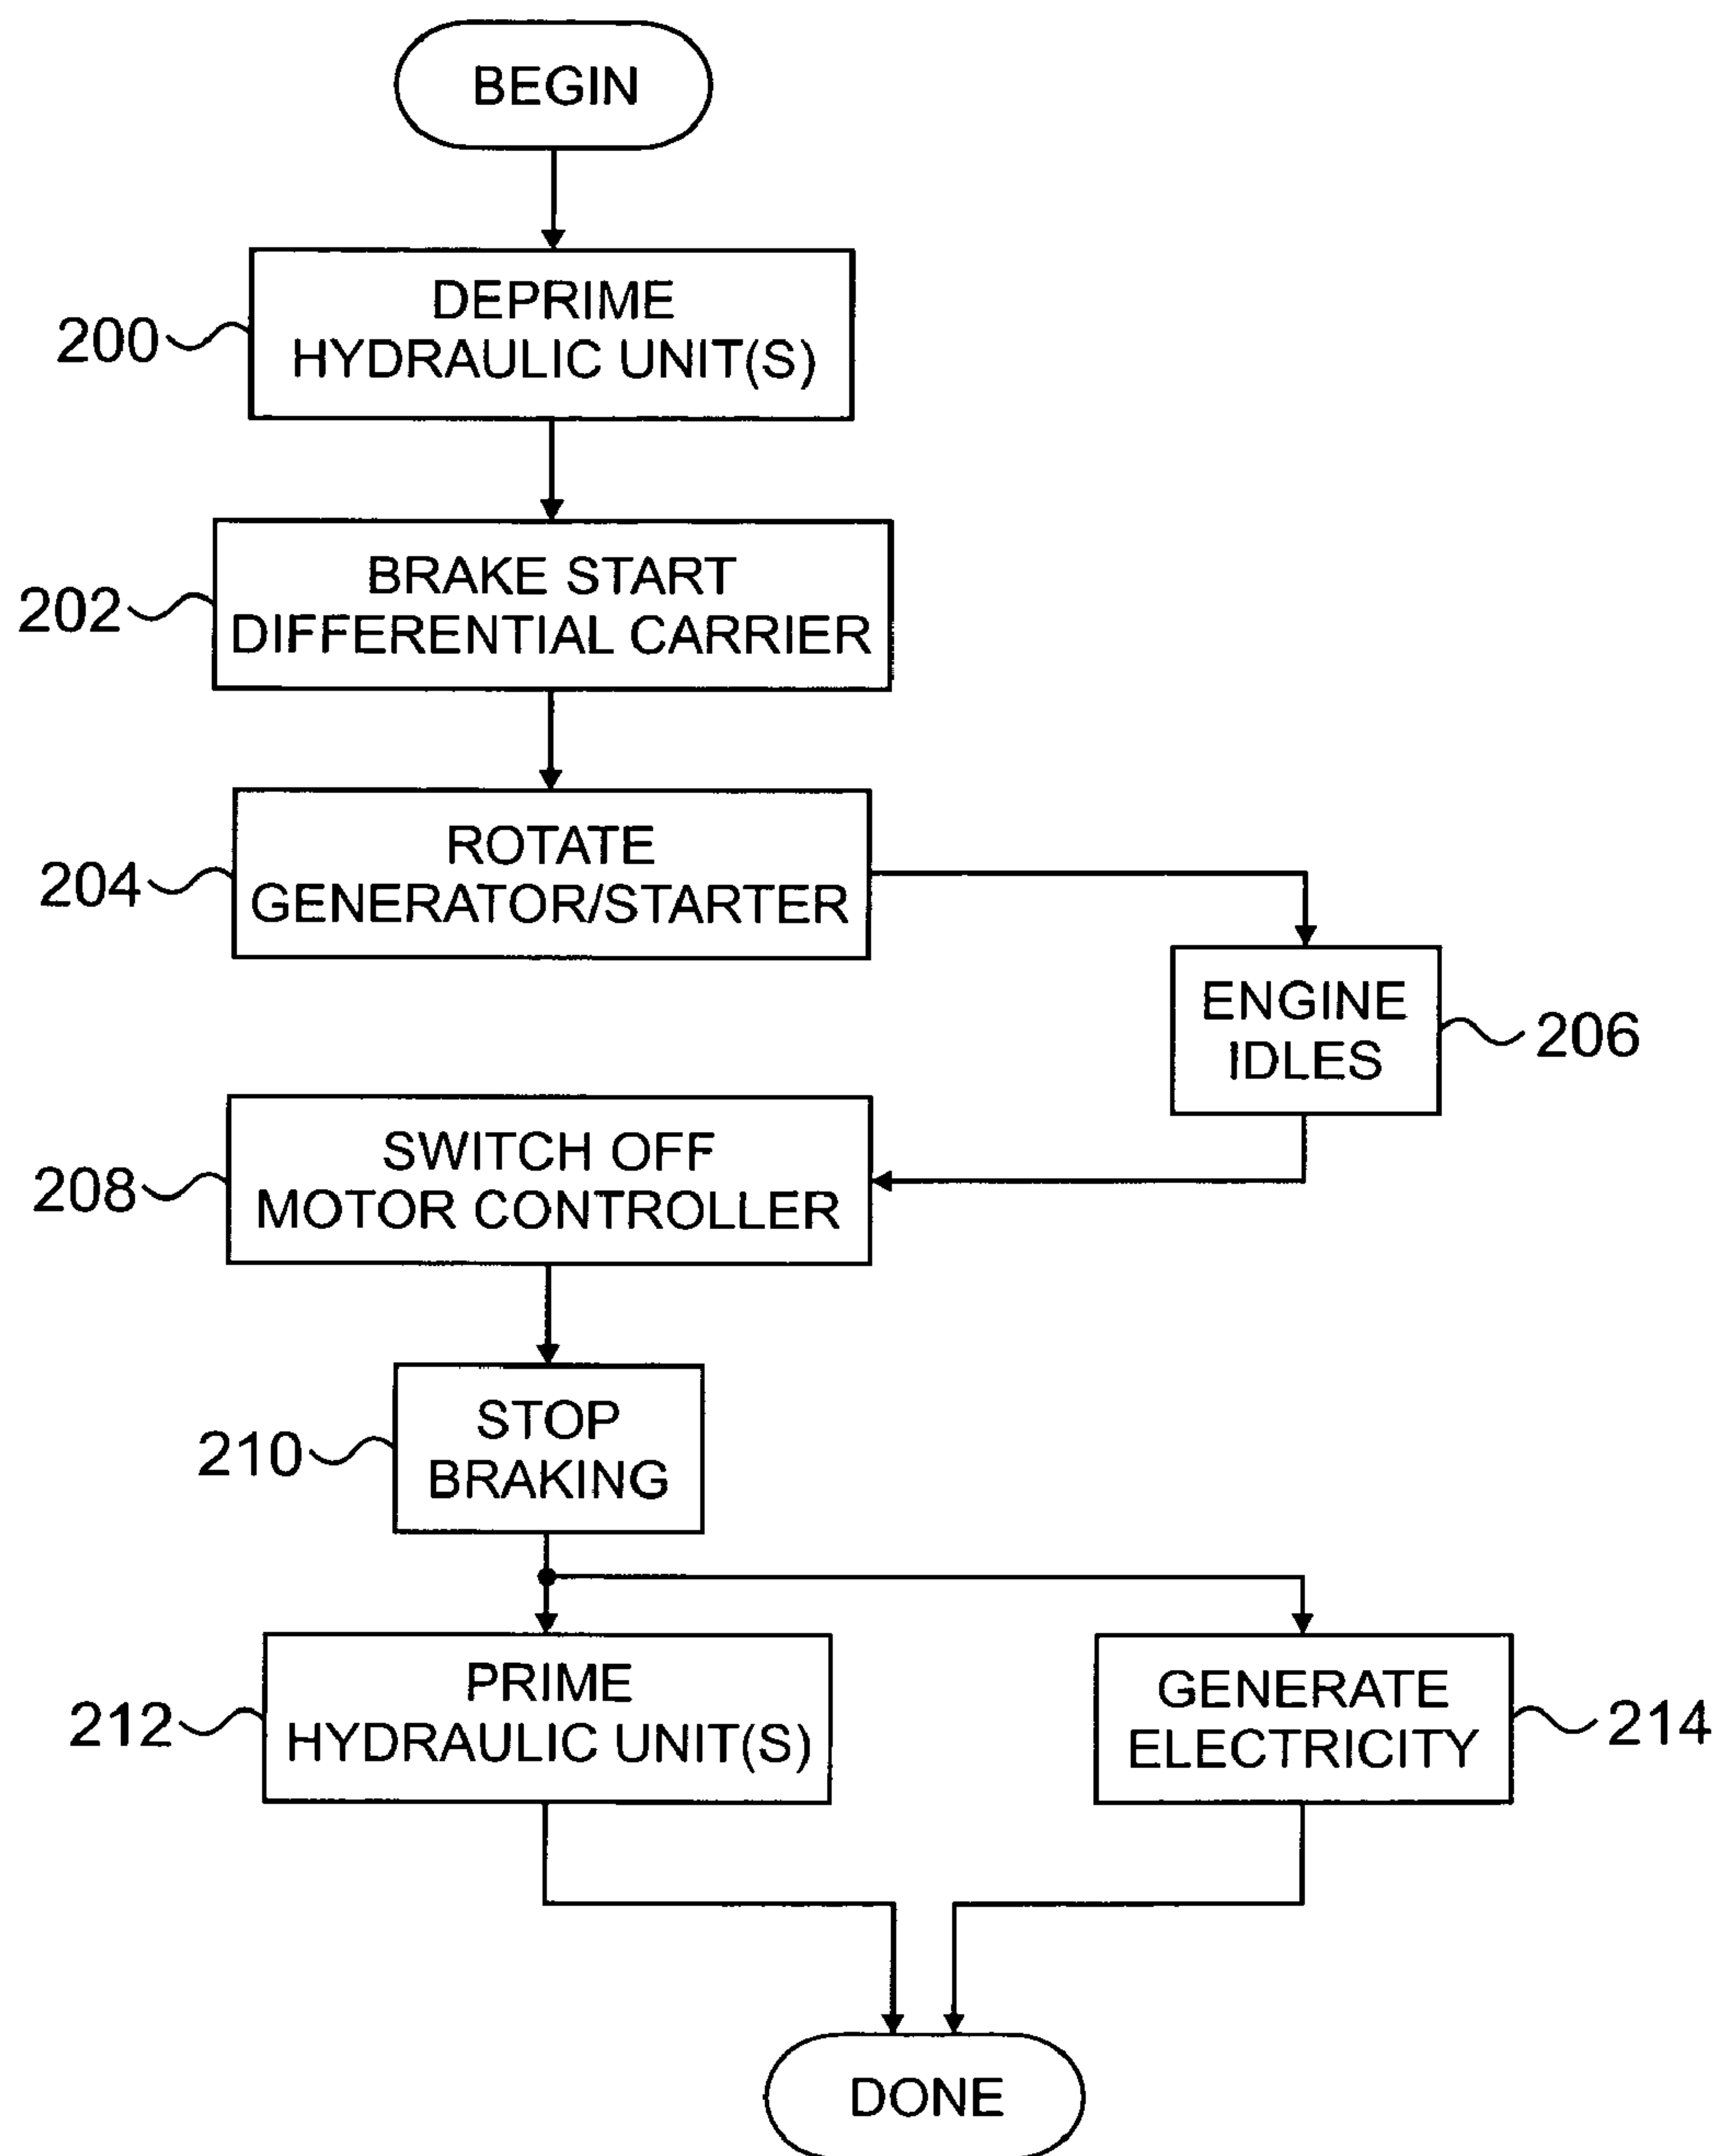 BEGIN
200
DEPRIME
HYDRAULIC UNIT(S)
202
BRAKE START
DIFFERENTIAL CARRIER
204
ROTATE
GENERATOR/STARTER
ENGINE
IDLES
206
208
SWITCH OFF
MOTOR CONTROLLER
210
STOP
BRAKING
212
PRIME
HYDRAULIC UNIT(S)
GENERATE
ELECTRICITY
214
DONE